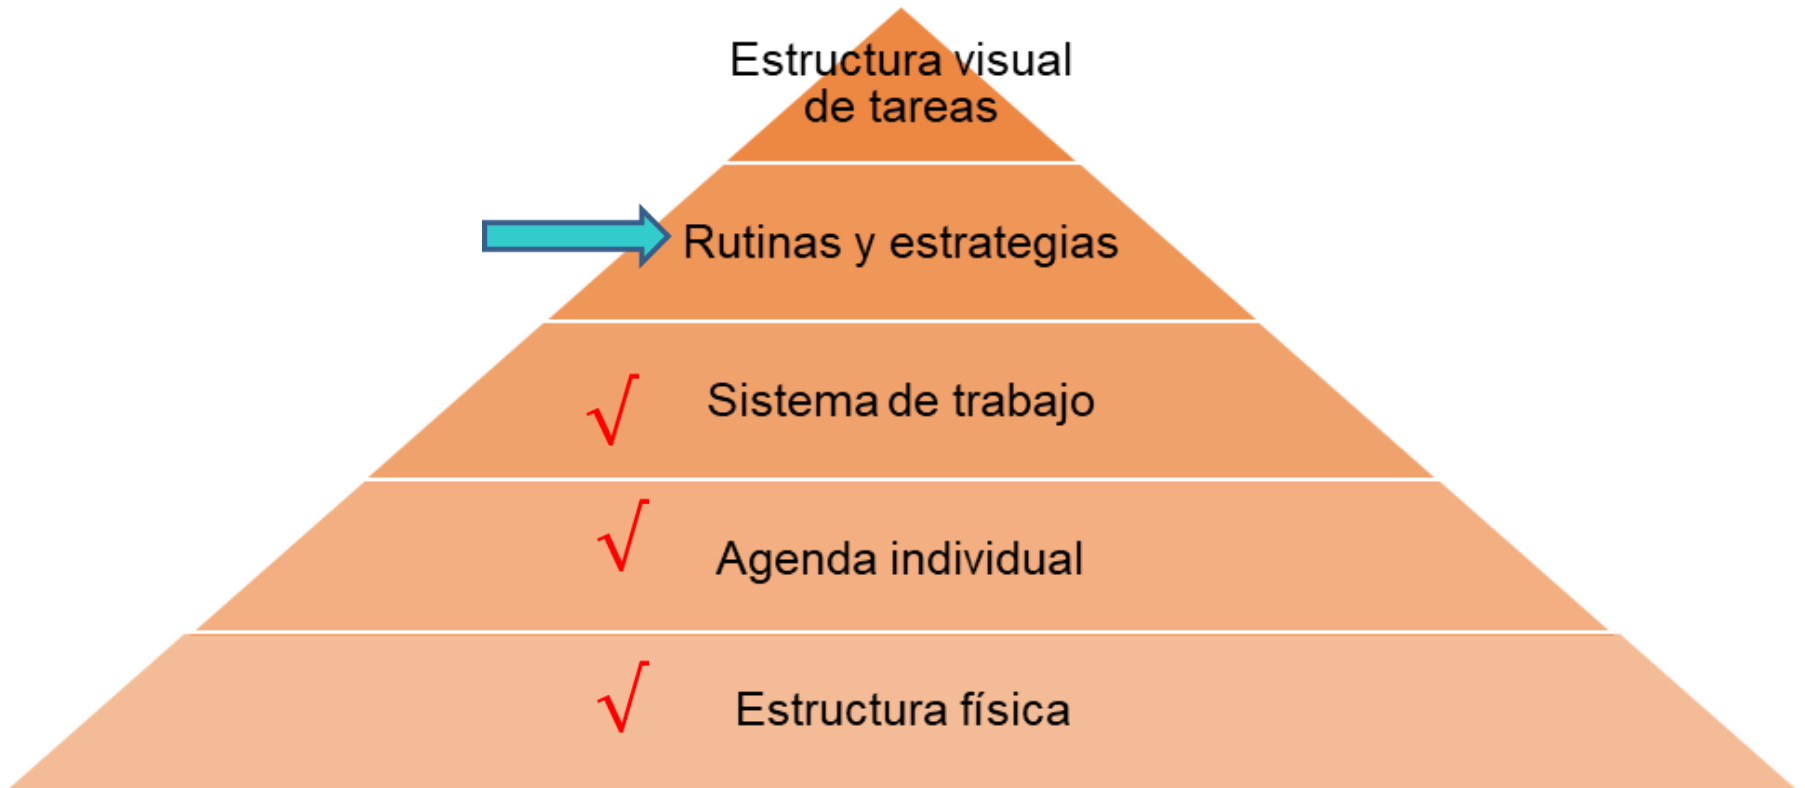 Estructura visual
de tareas
Rutinas y estrategias
√ Sistema de trabajo
√ Agenda individual
√ Estructura física